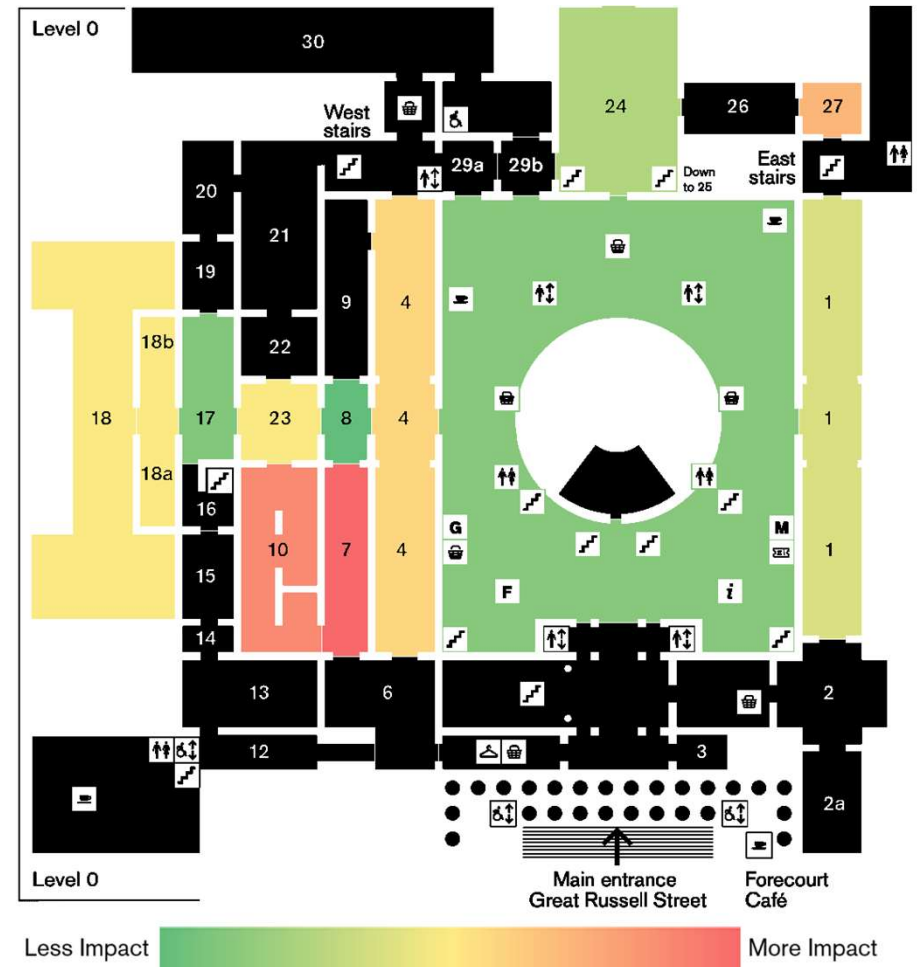 Level 0
30
24
26
27
West
stairs
29a
29b
Down
to 25
East
stairs
20
21
19
9
4
1
18b
22
18
17
23
8
4
1
18a
16
10
7
4
G
M
1
15
F
i
14
13
6
2
12
3
2a
Level 0
Main entrance
Great Russell Street
Forecourt
Café
Less Impact
More Impact